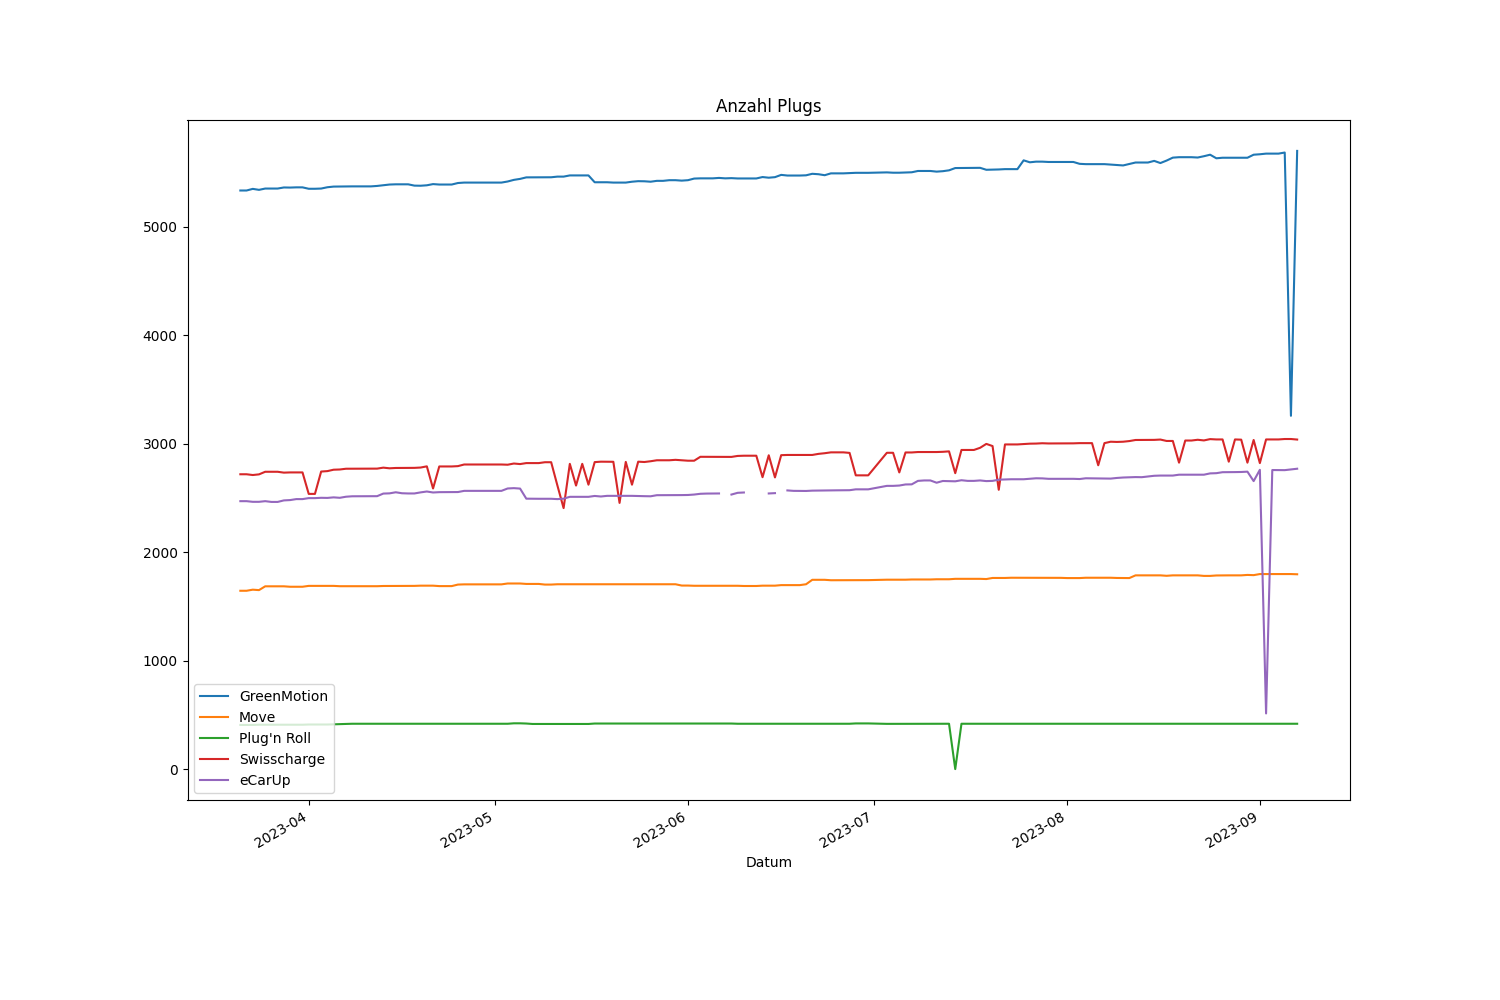 Anzahl Plugs
5000
4000
3000
2000
1000
0
GreenMotion
Move
Plug'n Roll
Swisscharge
eCarUp
2023-04
2023-05
2023-06
2023-07
2023-08
2023-09
Datum